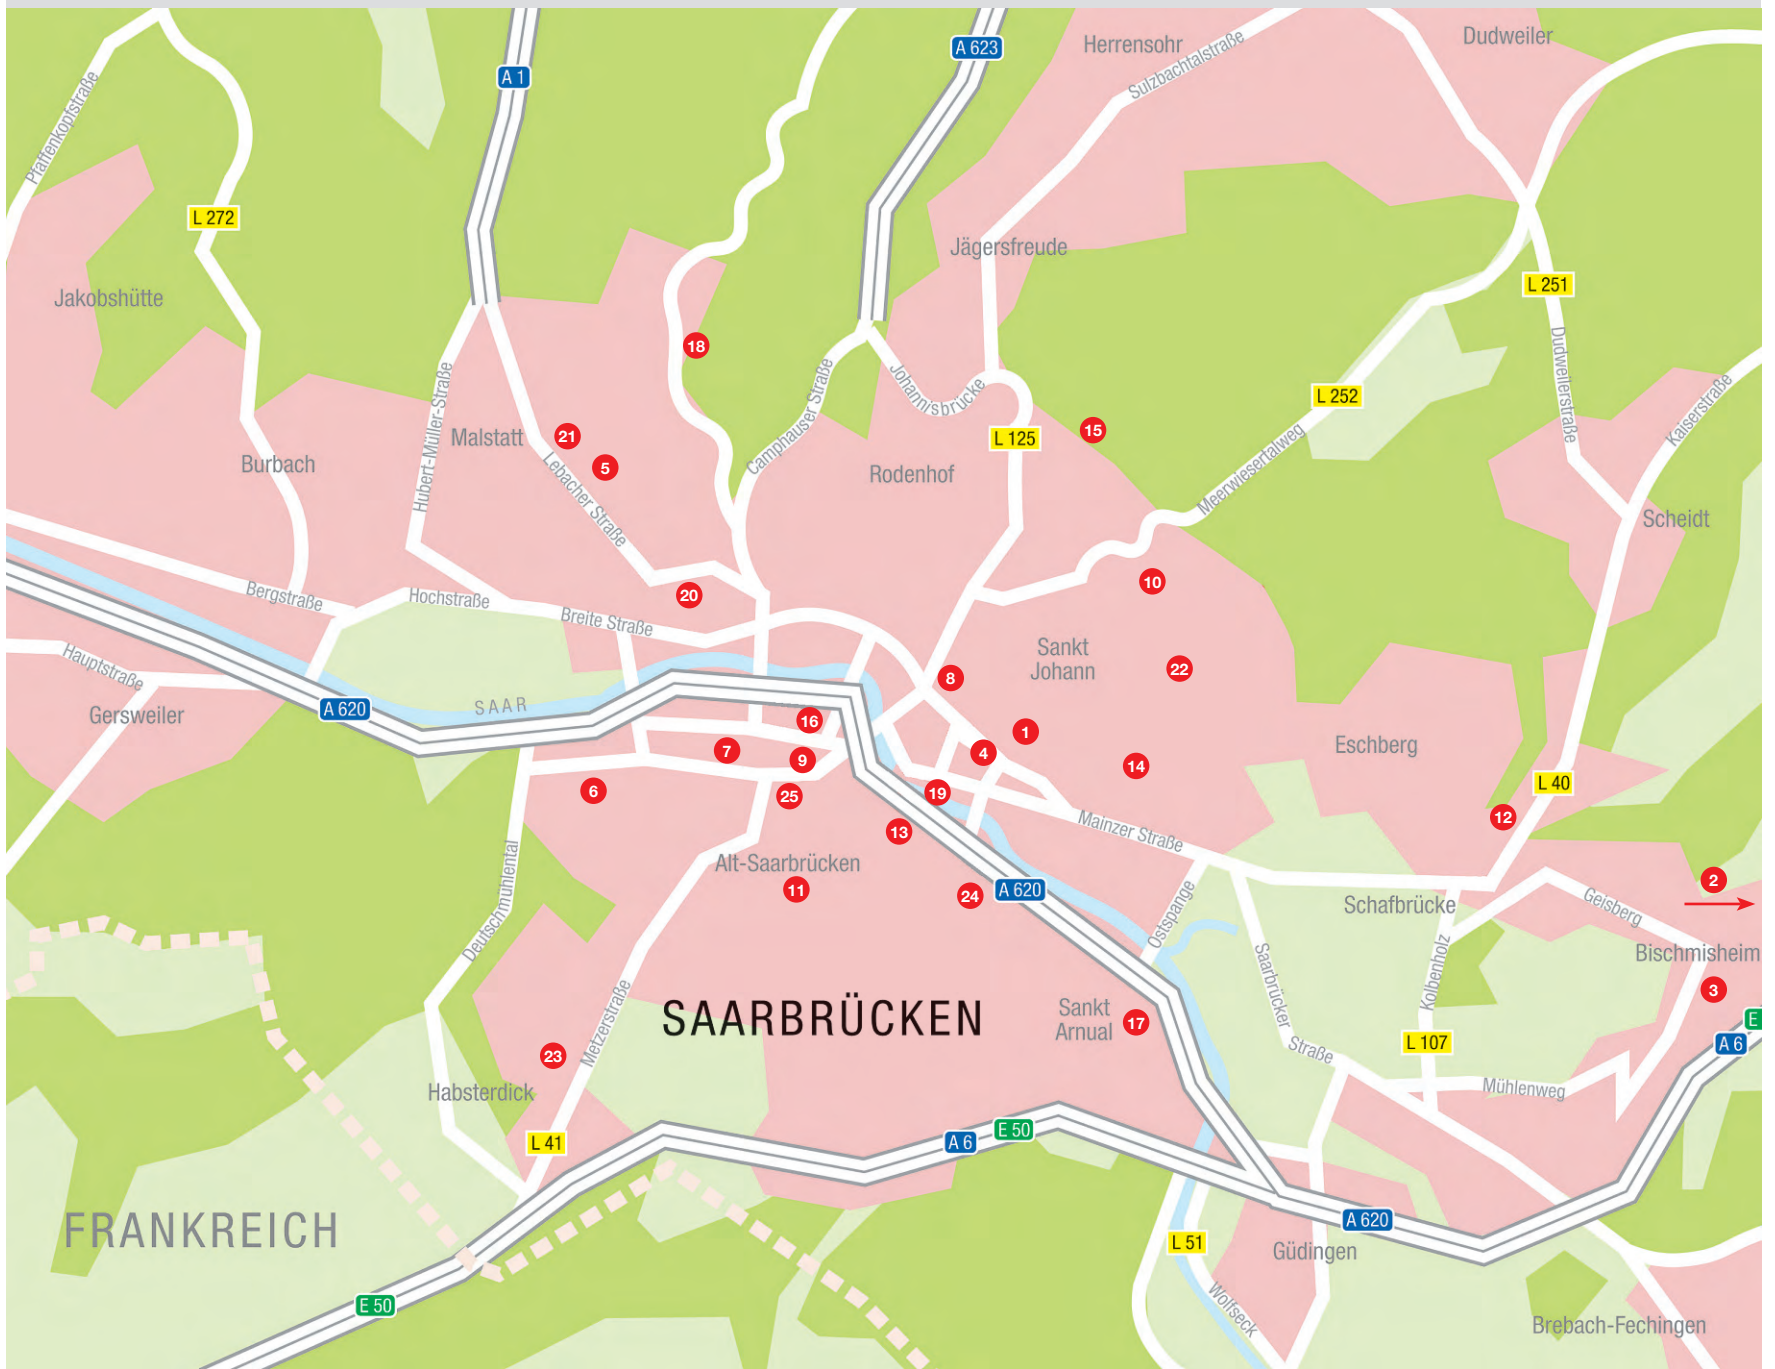 Herrensohr
Dudweiler
A 623
Sulzbachtalstraße
A 1
Pfaffenkopfstraße
L 272
Jägersfreude
L 251
Jakobshütte
18
Dudweilerstraße
Johannisbrücke
Camphauser Straße
Hubert-Müller-Straße
L 252
Kaiserstraße
21
Malstatt
15
L 125
Burbach
5
Rodenhof
Meerwiesertalweg
Lebacher Straße
Scheidt
10
Bergstraße
Hochstraße
20
Breite Straße
Sankt
Johann
22
Hauptstraße
8
Gersweiler
A 620
SAAR
16
1
7
4
Eschberg
9
14
6
25
19
L 40
12
13
Mainzer Straße
Alt-Saarbrücken
11
24
A 620
2
Deutschmühlental
Ostspange
Schafbrücke
Geisberg
Saarbrücker
Straße
Kolbenholz
Bischmisheim
3
Metzerstraße
SAARBRÜCKEN
Sankt
Arnual
17
E
A 6
L 107
23
Habsterdick
Mühlenweg
L 41
A 6
E 50
FRANKREICH
A 620
L 51
Güdingen
E 50
Wolfseck
Brebach-Fechingen